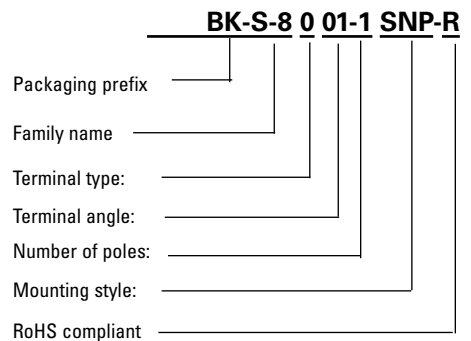 BK-S-8 0 01-1 SNP-R
Packaging prefix
Family name
Terminal type:
Terminal angle:
Number of poles:
Mounting style:
RoHS compliant